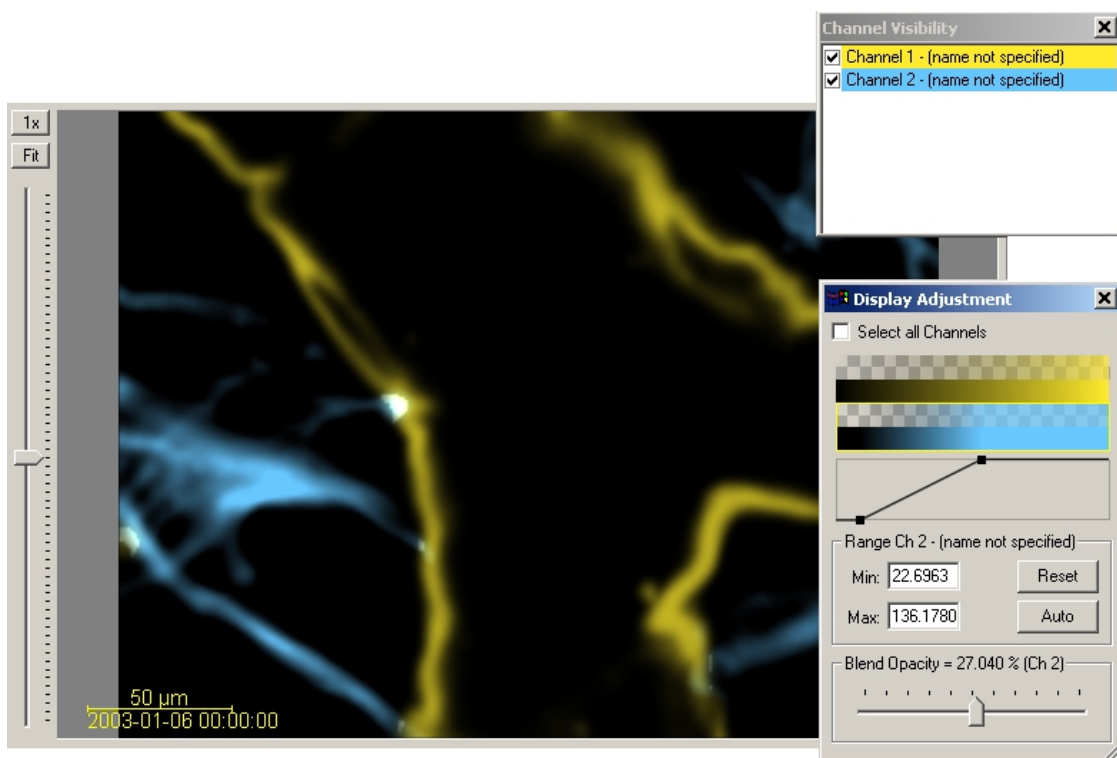 Channel Visibility
Channel 1 - (name not specified)
Channel 2 - (name not specified)
1x
Fit
Display Adjustment
Select all Channels
Range Ch 2 - (name not specified)
Min: 22.6963 Reset
Max: 136.1780 Auto
Blend Opacity = 27.040 % (Ch 2)
50 µm
2003-01-06 00:00:00